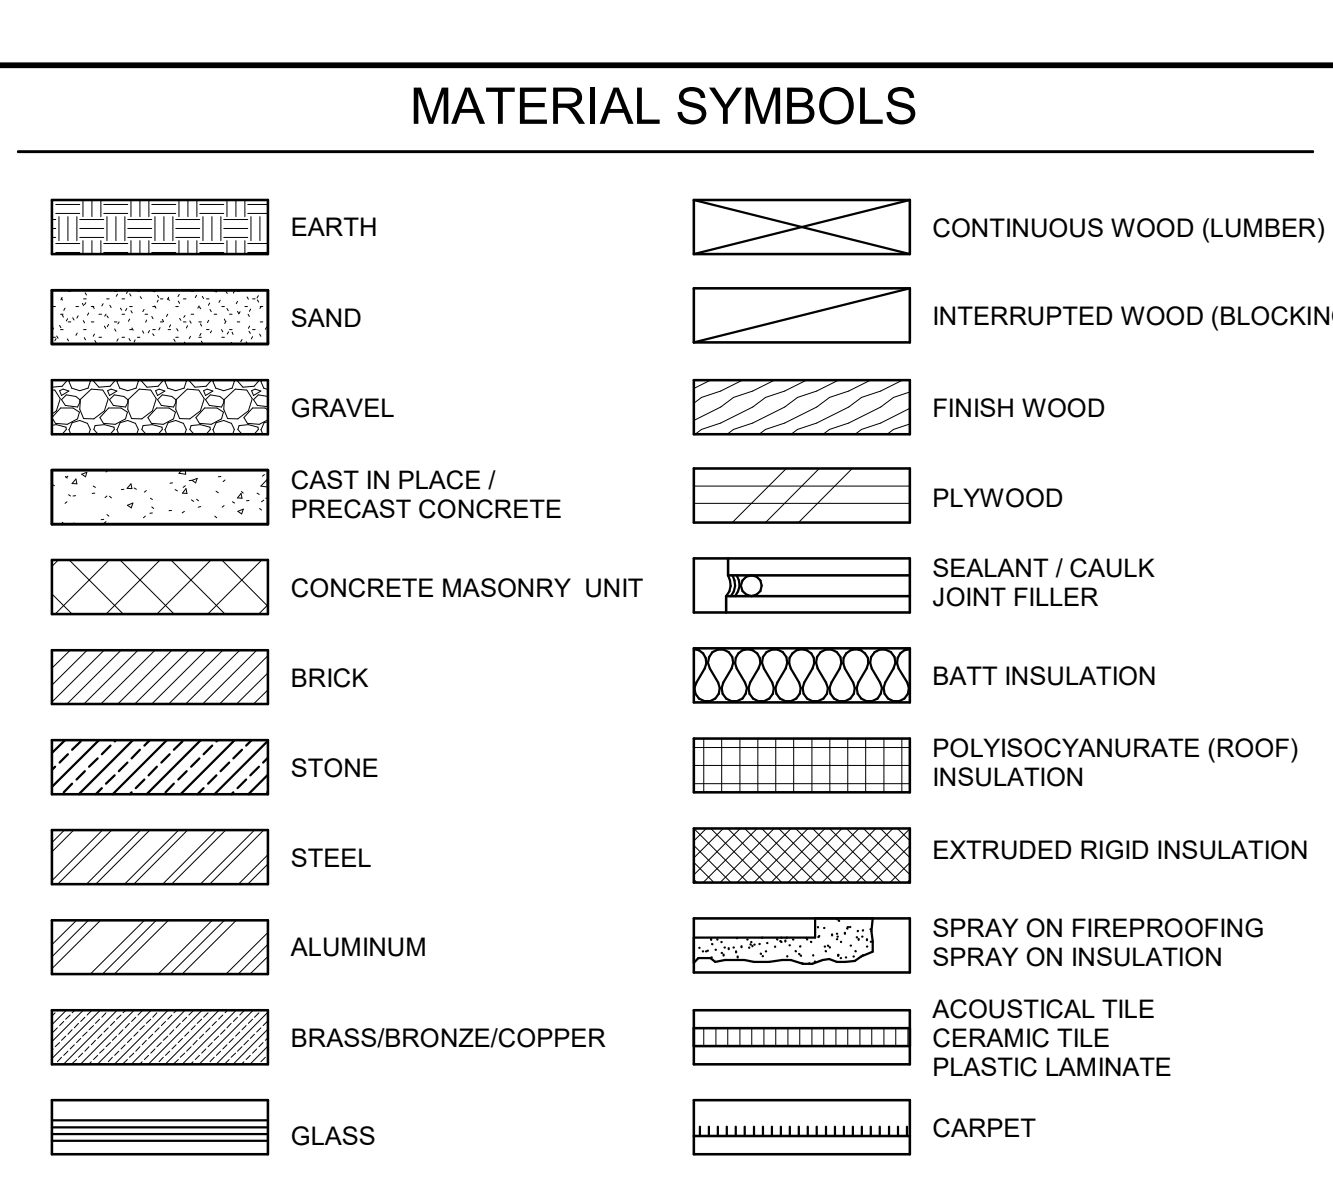 MATERIAL SYMBOLS
EARTH
SAND
GRAVEL
CAST IN PLACE /
PRECAST CONCRETE
CONCRETE MASONRY UNIT
BRICK
STONE
STEEL
ALUMINUM
BRASS/BRONZE/COPPER
GLASS
CONTINUOUS WOOD (LUMBER)
INTERRUPTED WOOD
FINISH WOOD
PLYWOOD
SEALANT / CAULK
JOINT FILLER
BATT INSULATION
POLYISOCYANURATE (ROOF)
INSULATION
EXTRUDED RIGID INSULATION
SPRAY ON FIREPROOFING
SPRAY ON INSULATION
ACOUSTICAL TILE
CERAMIC TILE
PLASTIC LAMINATE
CARPET